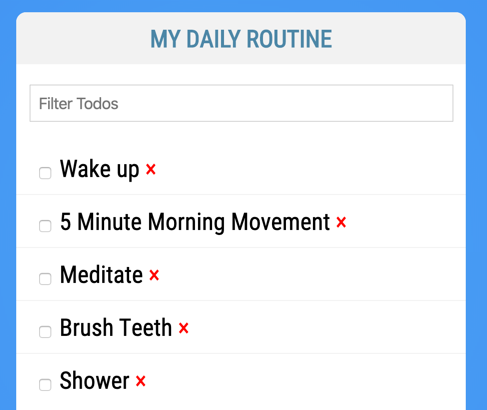 MY DAILY ROUTINE
Filter Todos
Wake up ×
5 Minute Morning Movement ×
Meditate ×
Brush Teeth ×
Shower ×